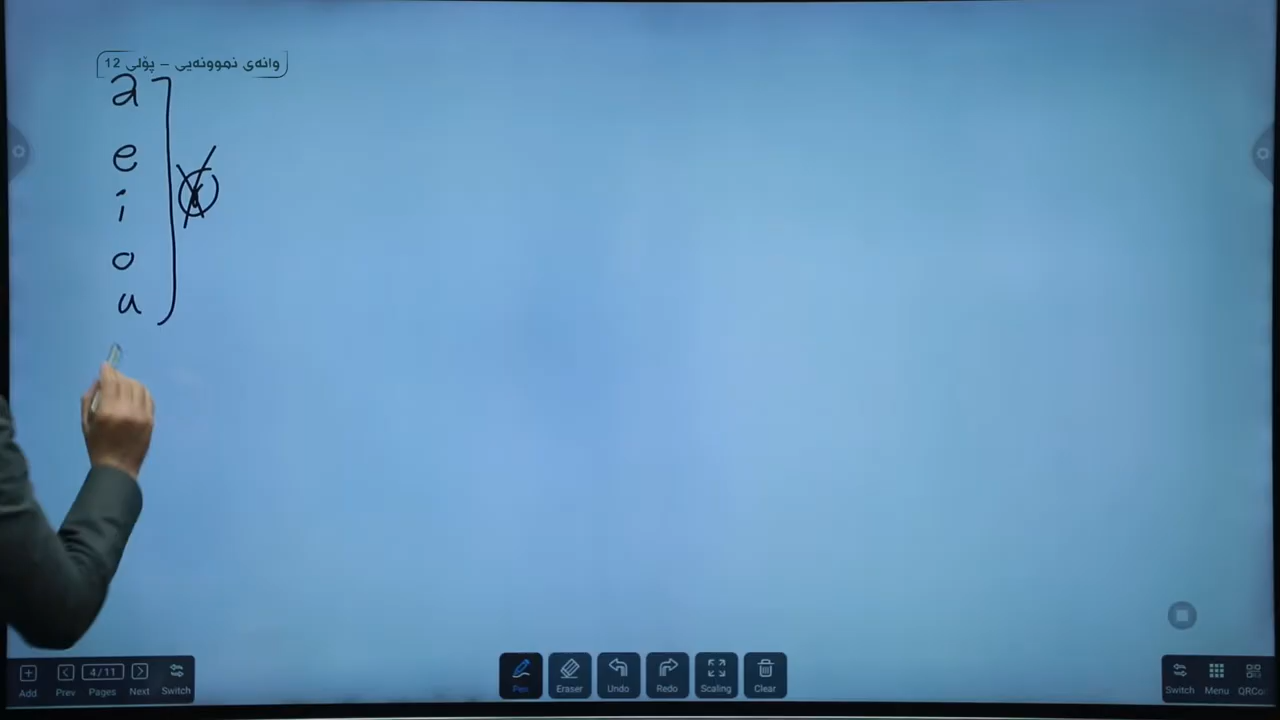 وانەی نموونەیی – پۆلی 12
a
e
i
o
u
Add
Prev
4/11
Pages
Next
Switch
Pen
Eraser
Undo
Redo
Scaling
Clear
Switch
Menu